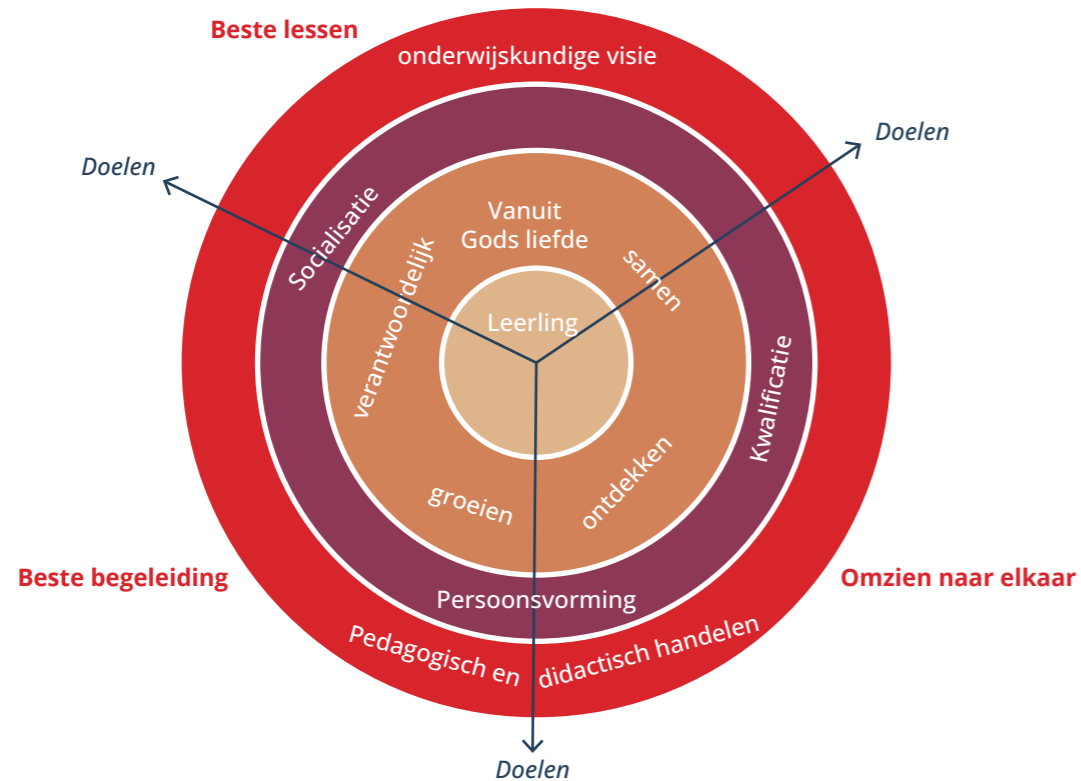 Beste lessen
onderwijskundige visie
Doelen
Doelen
Socialisatie
Vanuit
Gods liefde
verantwoordelijk
samen
Leerling
Kwalificatie
ontdekken
groeien
Beste begeleiding
Omzien naar elkaar
Persoonsvorming
Pedagogisch en didactisch handelen
Doelen